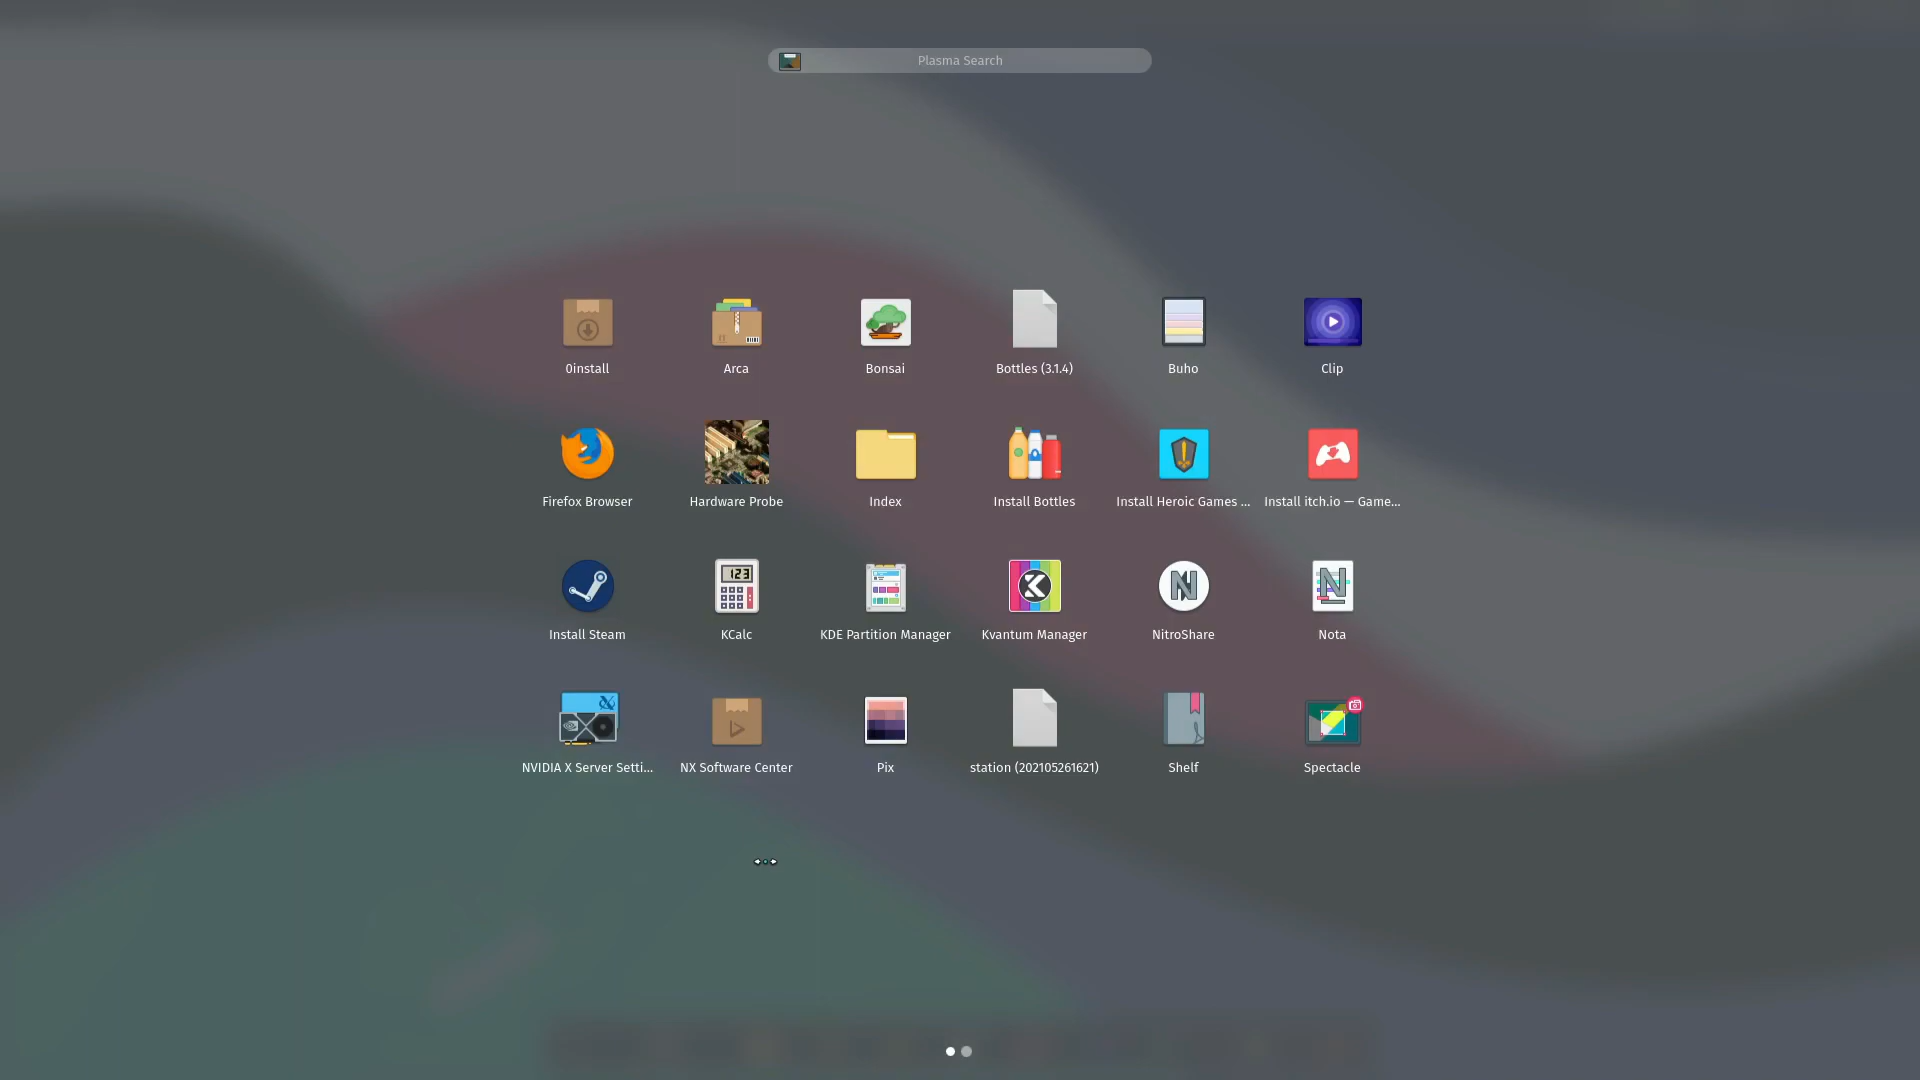 Plasma Search
0install
Arca
Bonsai
Bottles (3.1.4)
Buho
Clip
Firefox Browser
Hardware Probe
Index
Install Bottles
Install Heroic Games ...
Install itch.io — Game...
123
Install Steam
KCalc
KDE Partition Manager
Kvantum Manager
NitroShare
Nota
NVIDIA X Server Setti...
NX Software Center
Pix
station (202105261621)
Shelf
Spectacle